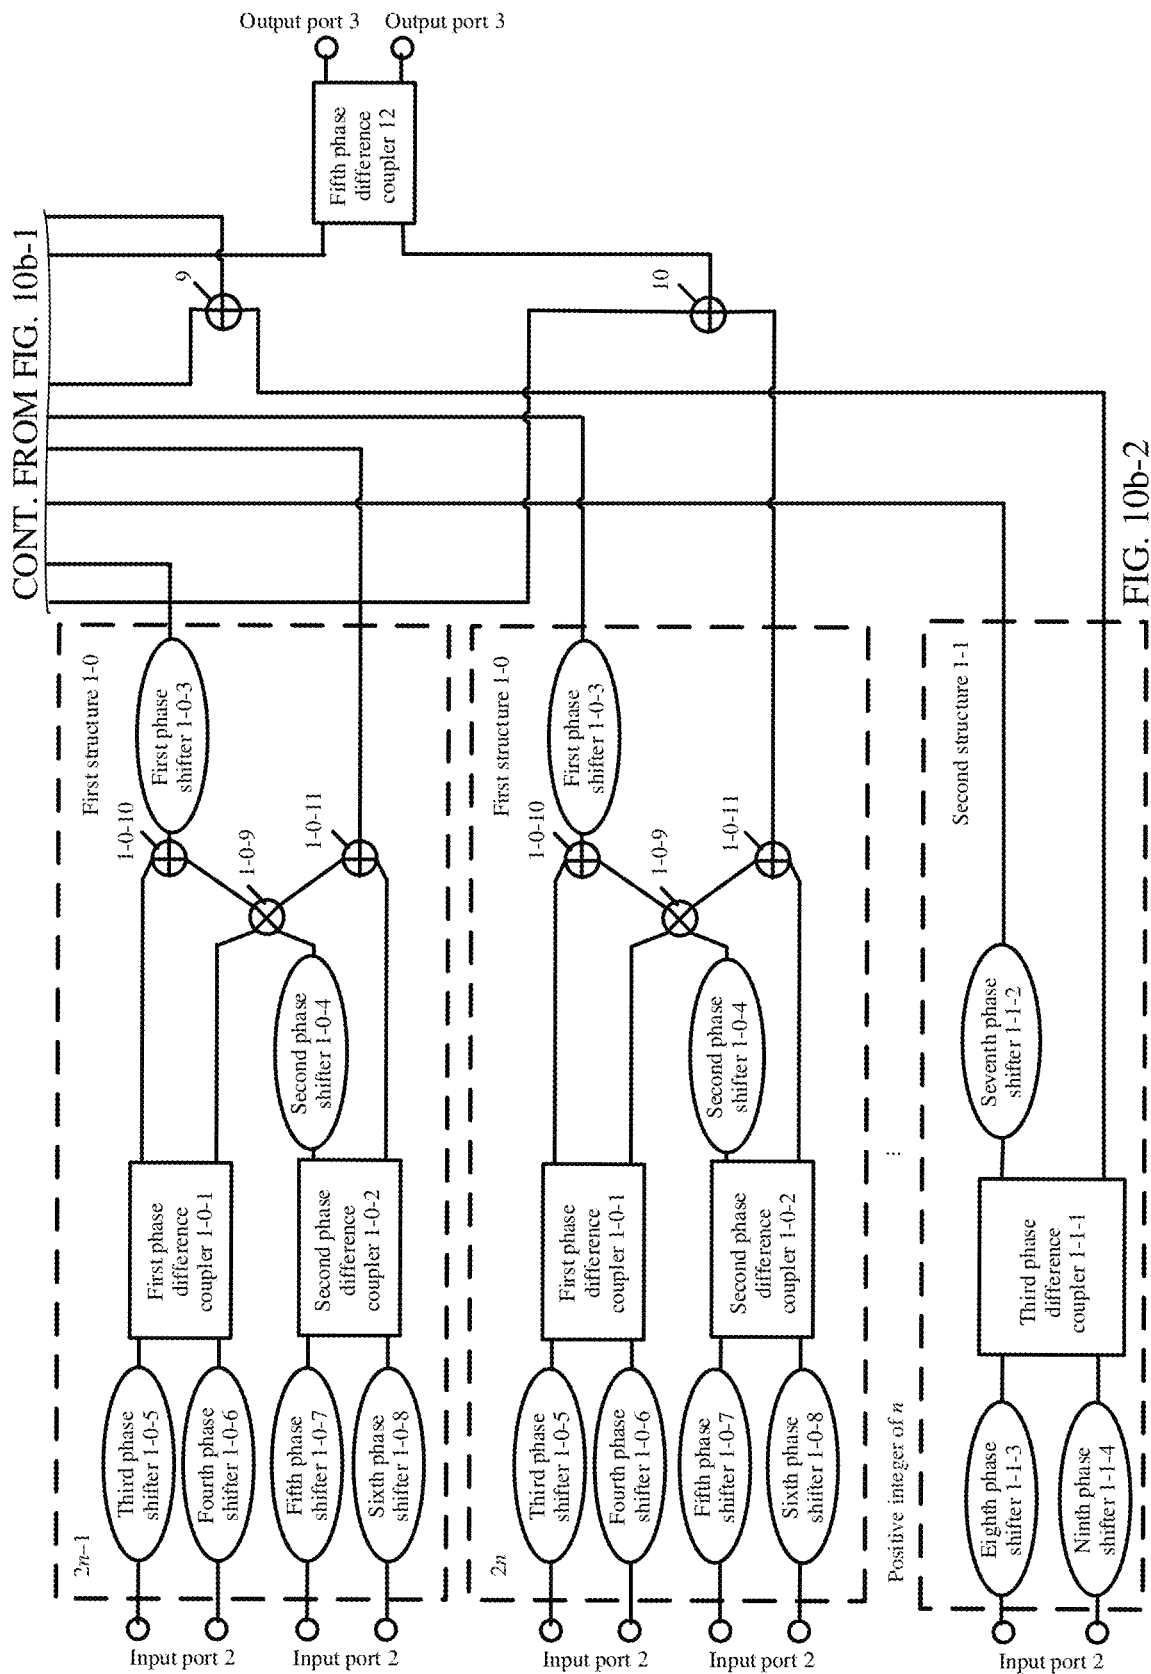 Output port 3
Output port 3
Fifth phase
difference
coupler 12
CONT. FROM FIG. 10b-1
9
10
First structure 1-0
First phase
shifter 1-0-3
1-0-10
1-0-9
1-0-11
Second phase
shifter 1-0-4
First phase
difference
coupler 1-0-1
Second phase
difference
coupler 1-0-2
Third phase
shifter 1-0-5
Fourth phase
shifter 1-0-6
Fifth phase
shifter 1-0-7
Sixth phase
shifter 1-0-8
2n–1
Input port 2
Input port 2
First structure 1-0
First phase
shifter 1-0-3
1-0-10
1-0-9
1-0-11
Second phase
shifter 1-0-4
First phase
difference
coupler 1-0-1
Second phase
difference
coupler 1-0-2
Third phase
shifter 1-0-5
Fourth phase
shifter 1-0-6
Fifth phase
shifter 1-0-7
Sixth phase
shifter 1-0-8
2n
Input port 2
Input port 2
...
Positive integer of n
Second structure 1-1
Seventh phase
shifter 1-1-2
Third phase
difference
coupler 1-1-1
Eighth phase
shifter 1-1-3
Ninth phase
shifter 1-1-4
Input port 2
FIG. 10b-2